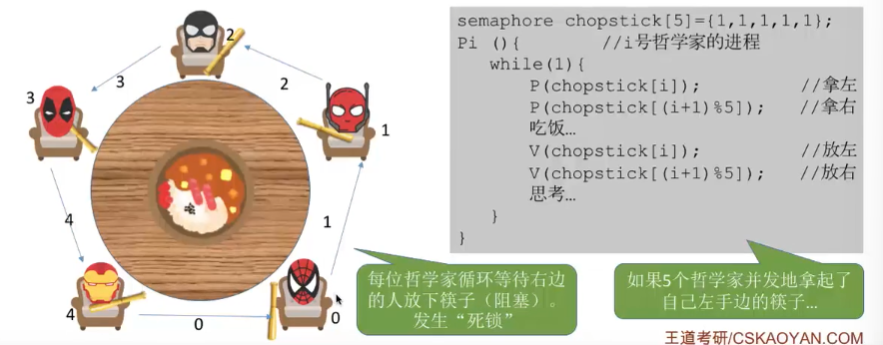 semaphore chopstick[5]={1,1,1,1,1};
Pi (){ //i号哲学家的进程
while(1){
P(chopstick[i]); //拿左
P(chopstick[(i+1)%5]); //拿右
吃饭…
V(chopstick[i]); //放左
V(chopstick[(i+1)%5]); //放右
思考…
}
}
2
3
2
3
1
4
1
4
0
0
每位哲学家循环等待右边
的人放下筷子（阻塞）。
发生“死锁”
如果5个哲学家并发地拿起了
自己左手边的筷子…
王道考研/CSKAOYAN.COM